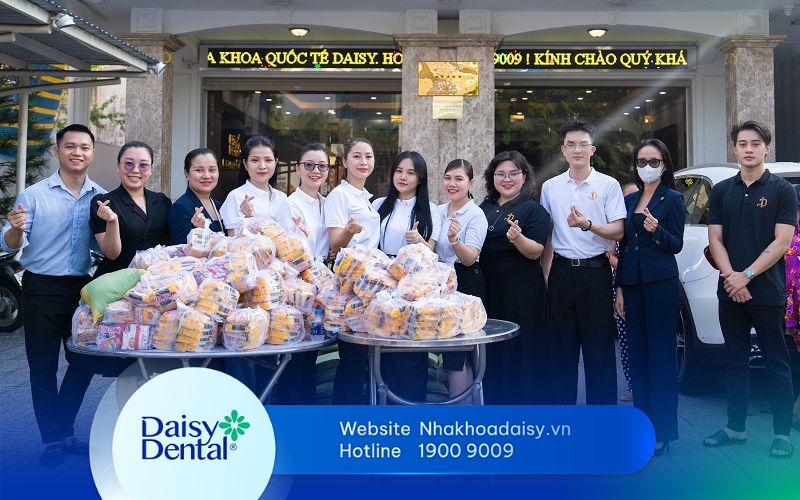 A KHOA QUỐC TẾ DAISY. HO
9009 ! KÍNH CHÀO QUÝ KHÁ
Daisy
Dental®
Website Nhakhoadaisy.vn
Hotline 1900 9009